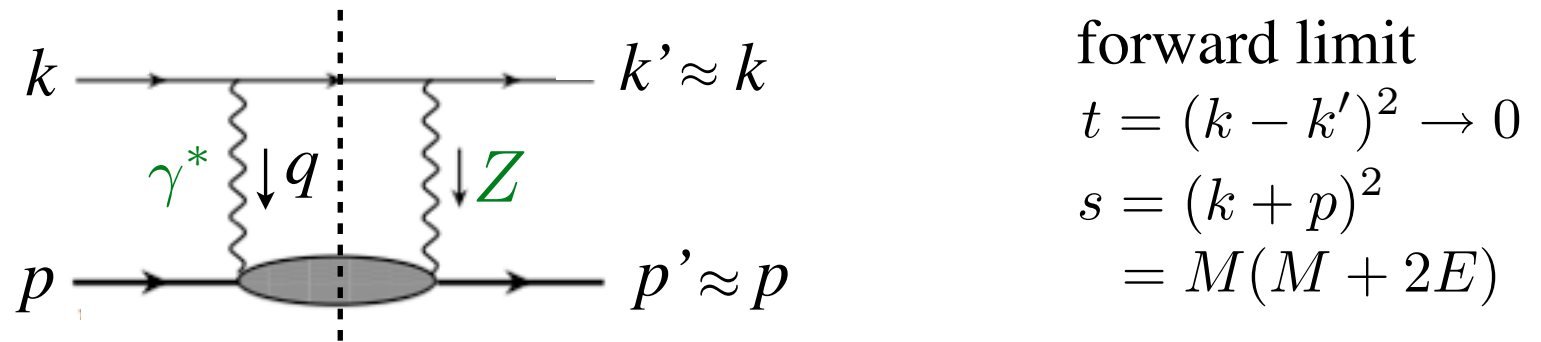 k
k’ ≈ k
γ*
q
Z
p
p’ ≈ p
forward limit
t = (k − k′)² → 0
s = (k + p)²
= M(M + 2E)